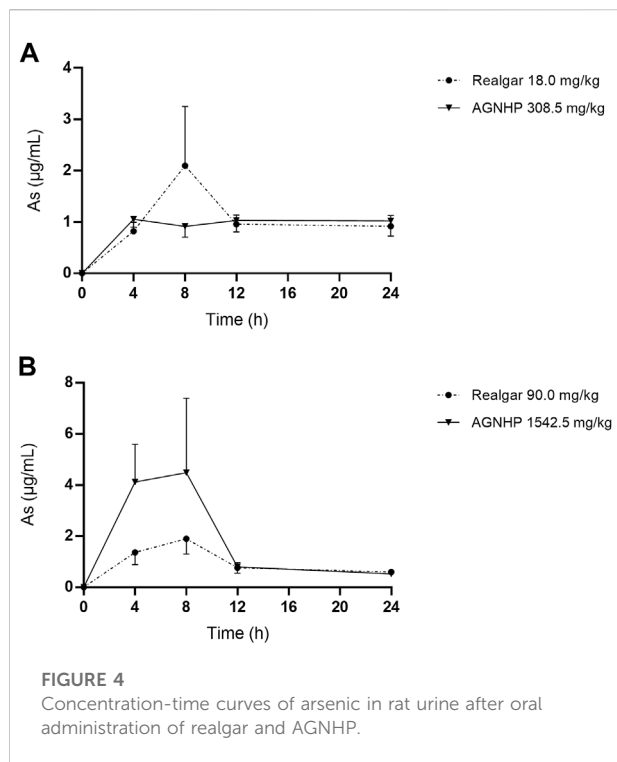 A
4
3
2
1
0
As (µg/mL)
0 4 8 12 16 20 24
Time (h)
Realgar 18.0 mg/kg
AGNHP 308.5 mg/kg
B
8
6
4
2
0
As (µg/mL)
0 4 8 12 16 20 24
Time (h)
Realgar 90.0 mg/kg
AGNHP 1542.5 mg/kg
FIGURE 4
Concentration-time curves of arsenic in rat urine after oral
administration of realgar and AGNHP.